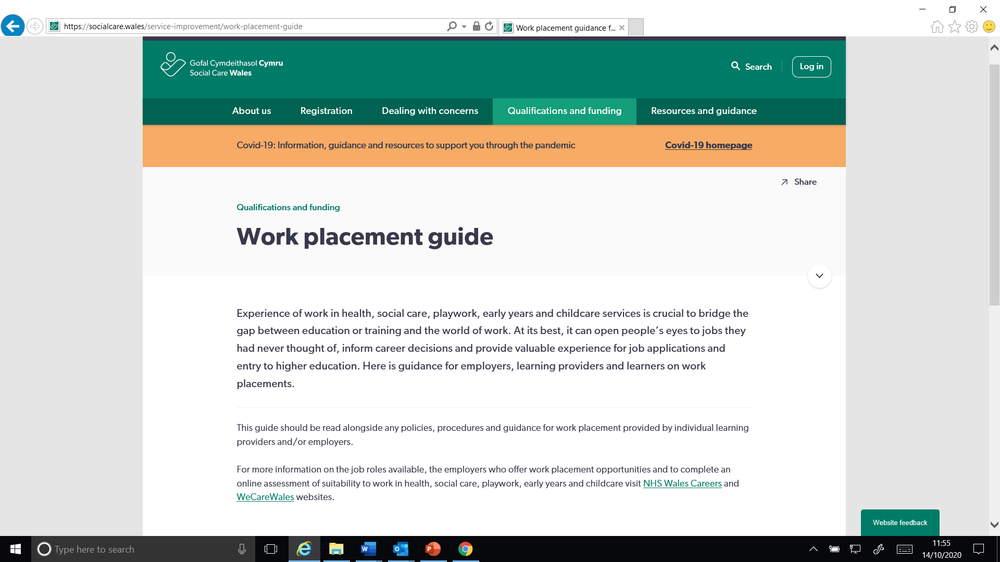 https://socialcare.wales/service-improvement/work-placement-guide
Work placement guidance f...
Gofal Cymdeithasol Cymru
Social Care Wales
Search
Log in
About us
Registration
Dealing with concerns
Qualifications and funding
Resources and guidance
Covid-19: Information, guidance and resources to support you through the pandemic
Covid-19 homepage
Share
Qualifications and funding
Work placement guide
Experience of work in health, social care, playwork, early years and childcare services is crucial to bridge the
gap between education or training and the world of work. At its best, it can open people’s eyes to jobs they
had never thought of, inform career decisions and provide valuable experience for job applications and
entry to higher education. Here is guidance for employers, learning providers and learners on work
placements.
This guide should be read alongside any policies, procedures and guidance for work placement provided by individual learning
providers and/or employers.
For more information on the job roles available, the employers who offer work placement opportunities and to complete an
online assessment of suitability to work in health, social care, playwork, early years and childcare visit NHS Wales Careers and
WeCareWales websites.
Website feedback
Type here to search
11:55
14/10/2020